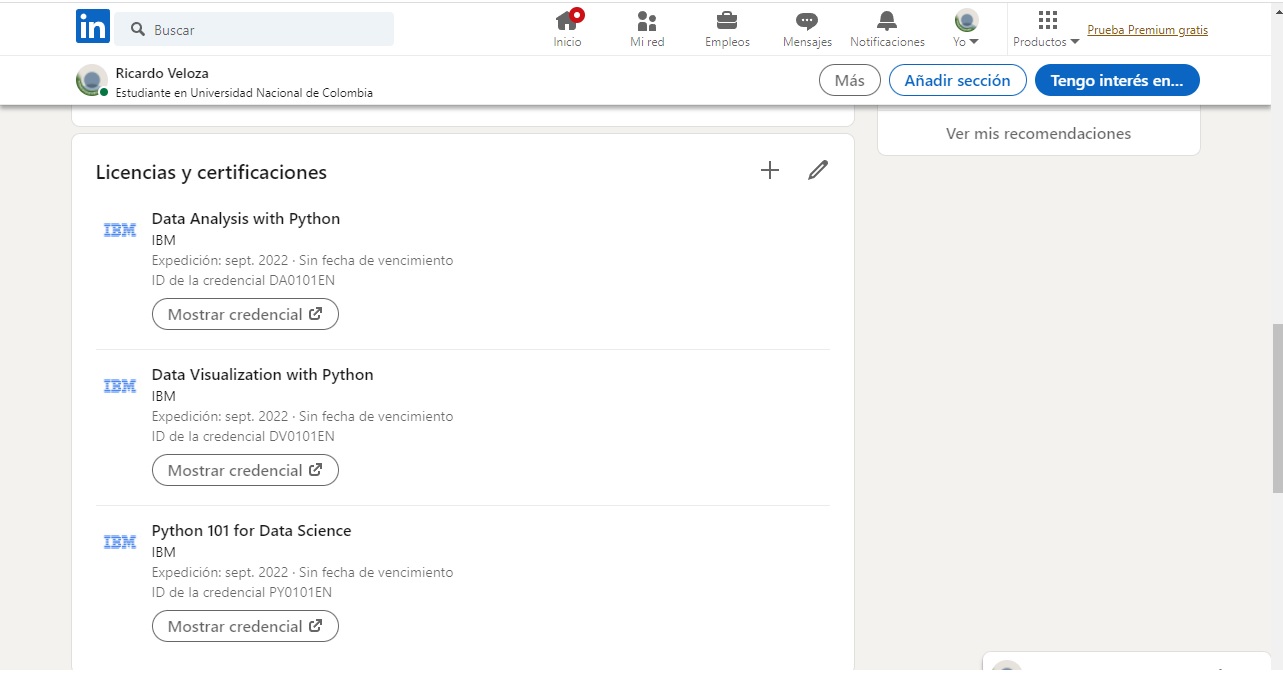 in
Buscar
Inicio
Mi red
Empleos
Mensajes
Notificaciones
Yo
Productos
Prueba Premium gratis
Ricardo Veloza
Estudiante en Universidad Nacional de Colombia
Más
Añadir sección
Tengo interés en...
Ver mis recomendaciones
Licencias y certificaciones
IBM
Data Analysis with Python
IBM
Expedición: sept. 2022 · Sin fecha de vencimiento
ID de la credencial DA0101EN
Mostrar credencial
IBM
Data Visualization with Python
IBM
Expedición: sept. 2022 · Sin fecha de vencimiento
ID de la credencial DV0101EN
Mostrar credencial
IBM
Python 101 for Data Science
IBM
Expedición: sept. 2022 · Sin fecha de vencimiento
ID de la credencial PY0101EN
Mostrar credencial